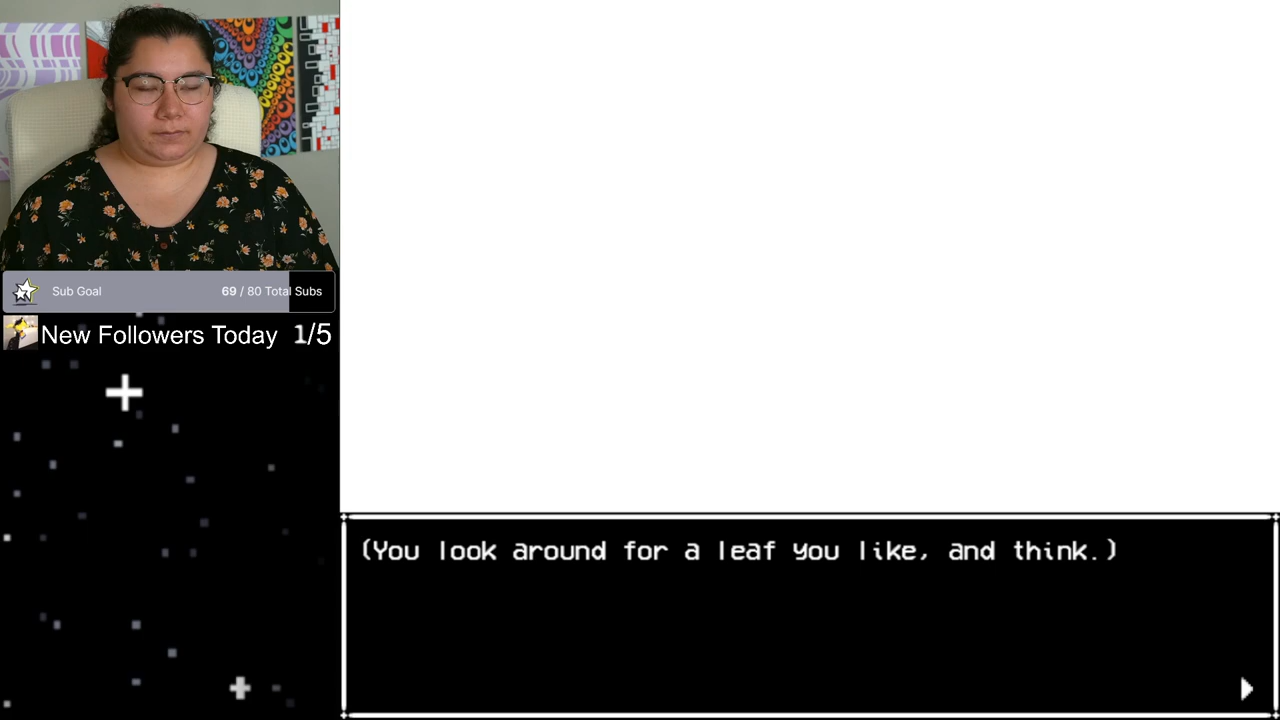 Sub Goal 69 / 80 Total Subs
New Followers Today 1/5
(You look around for a leaf you like, and think.)